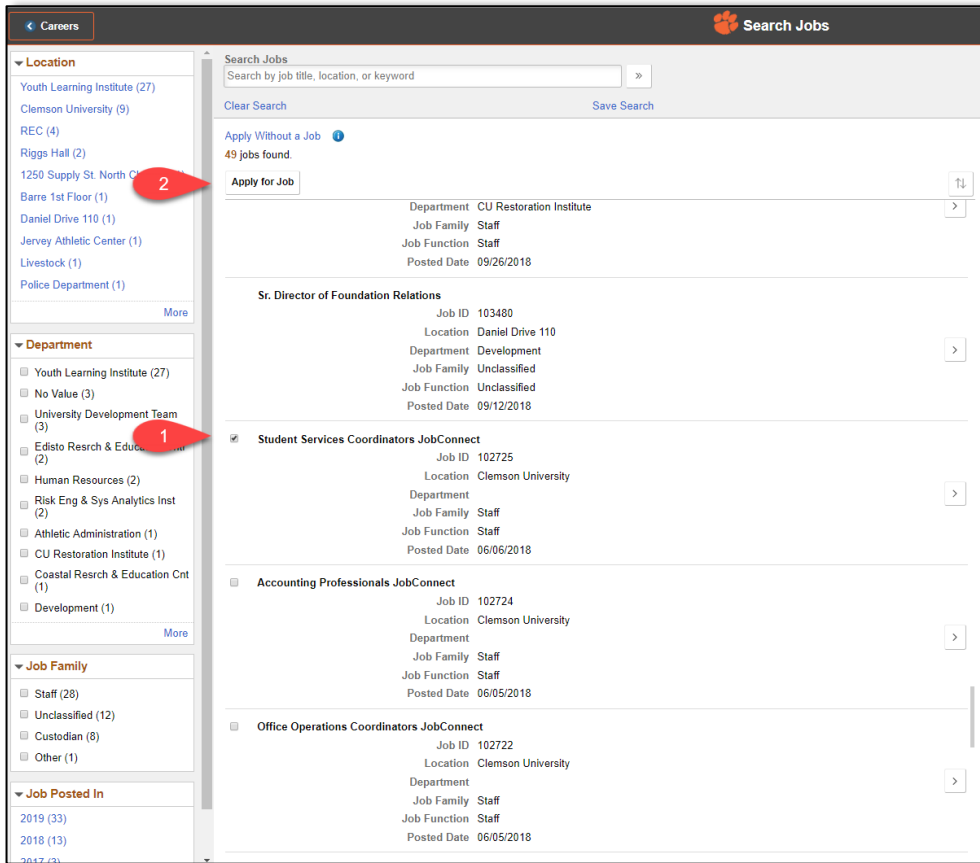 Careers
Search Jobs
Location
Youth Learning Institute (27)
Clemson University (9)
REC (4)
Riggs Hall (2)
1250 Supply St. North
Barre 1st Floor (1)
Daniel Drive 110 (1)
Jervey Athletic Center (1)
Livestock (1)
Police Department (1)
More
Department
Youth Learning Institute (27)
No Value (3)
University Development Team
(3)
Edisto Resrch &
(2)
Human Resources (2)
Risk Eng & Sys Analytics Inst
(2)
Athletic Administration (1)
CU Restoration Institute (1)
Coastal Resrch & Education Cnt
(1)
Development (1)
More
Job Family
Staff (28)
Unclassified (12)
Custodian (8)
Other (1)
Job Posted In
2019 (33)
2018 (13)
2017 (3)
Search Jobs
Search by job title, location, or keyword
»
Clear Search Save Search
Apply Without a Job i
49 jobs found.
2
Apply for Job
Department CU Restoration Institute
Job Family Staff
Job Function Staff
Posted Date 09/26/2018
Sr. Director of Foundation Relations
Job ID 103480
Location Daniel Drive 110
Department Development
Job Family Unclassified
Job Function Unclassified
Posted Date 09/12/2018
1
Student Services Coordinators JobConnect
Job ID 102725
Location Clemson University
Department
Job Family Staff
Job Function Staff
Posted Date 06/06/2018
Accounting Professionals JobConnect
Job ID 102724
Location Clemson University
Department
Job Family Staff
Job Function Staff
Posted Date 06/05/2018
Office Operations Coordinators JobConnect
Job ID 102722
Location Clemson University
Department
Job Family Staff
Job Function Staff
Posted Date 06/05/2018